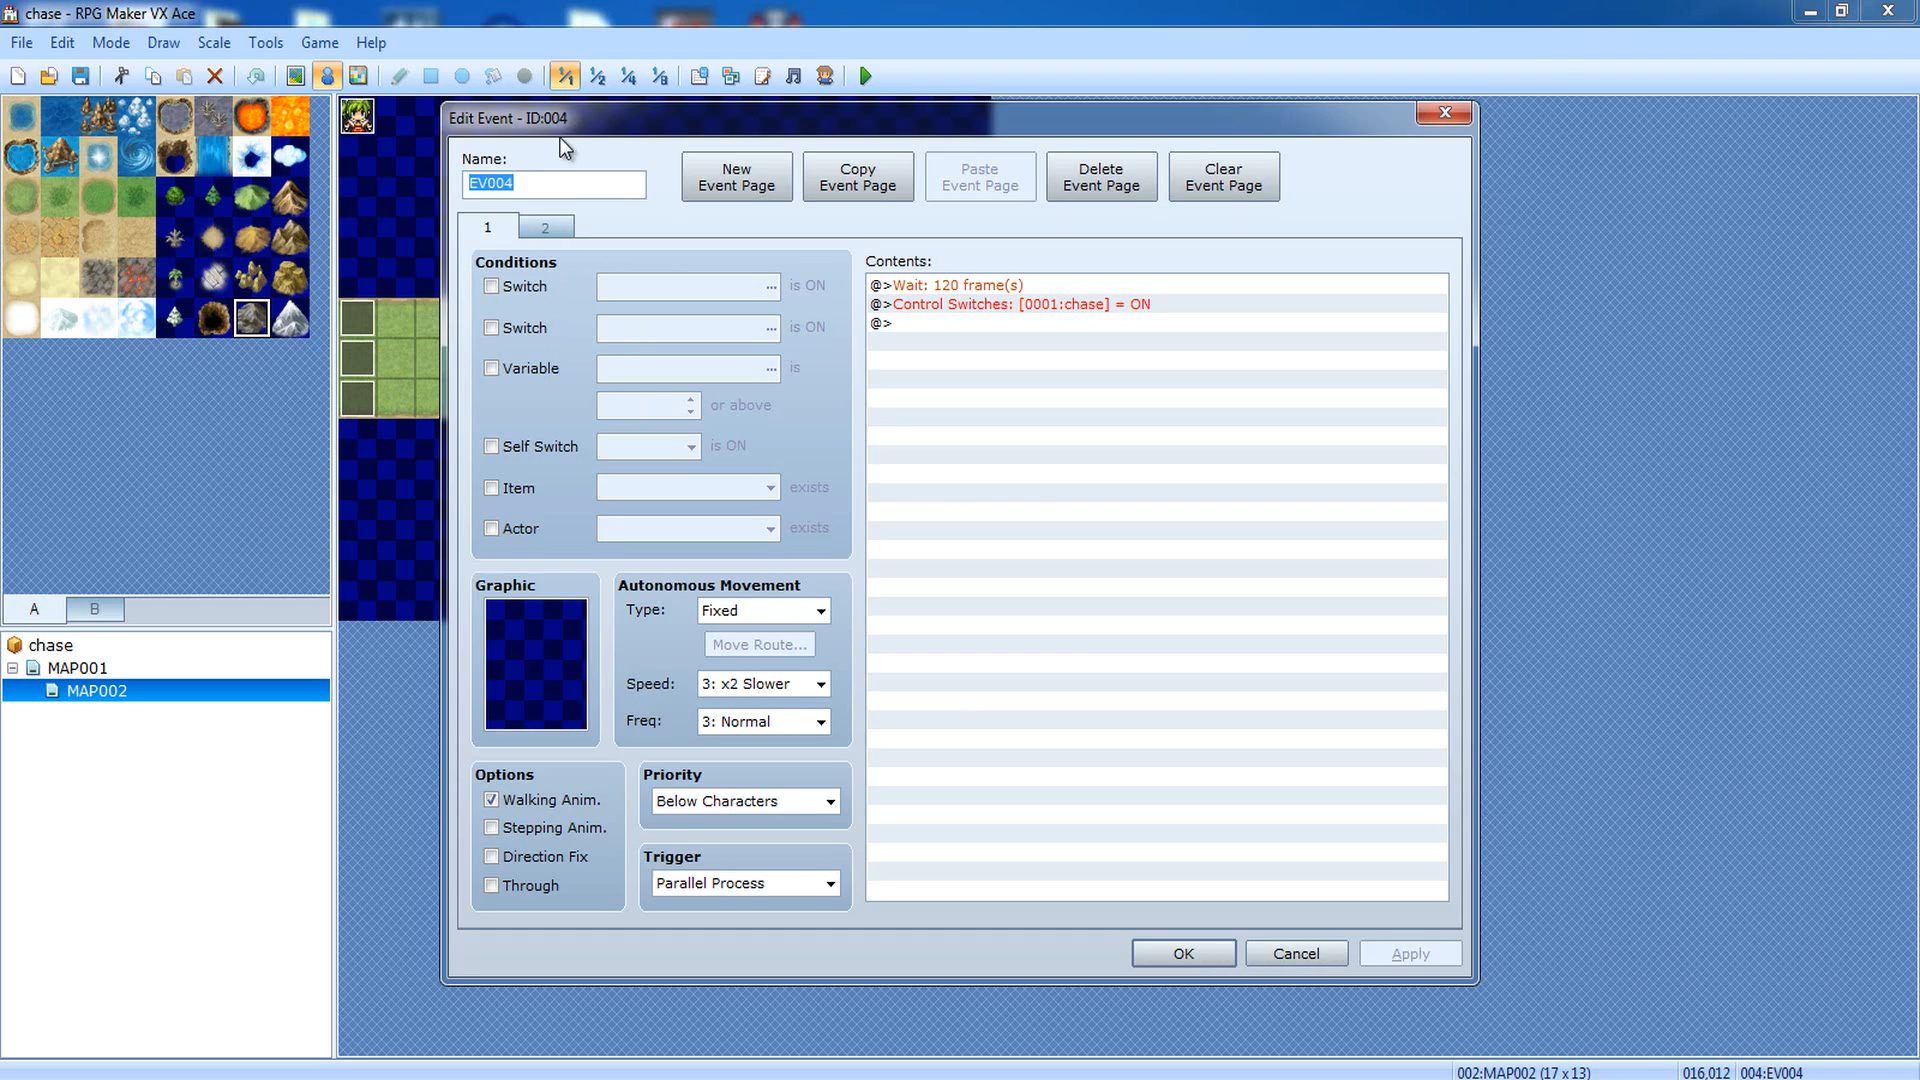 chase - RPG Maker VX Ace
File Edit Mode Draw Scale Tools Game Help
Edit Event - ID:004
Name:
EV004
New Event Page
Copy Event Page
Paste Event Page
Delete Event Page
Clear Event Page
1 2
Conditions
Switch ... is ON
Switch ... is ON
Variable ... is
or above
Self Switch is ON
Item exists
Actor exists
Graphic
Autonomous Movement
Type: Fixed
Move Route...
Speed: 3: x2 Slower
Freq: 3: Normal
Options
Walking Anim.
Stepping Anim.
Direction Fix
Through
Priority
Below Characters
Trigger
Parallel Process
Contents:
@>Wait: 120 frame(s)
@>Control Switches: [0001:chase] = ON
@>
OK Cancel Apply
A B
chase
MAP001
MAP002
002:MAP002 (17 x 13) 016,012 004:EV004